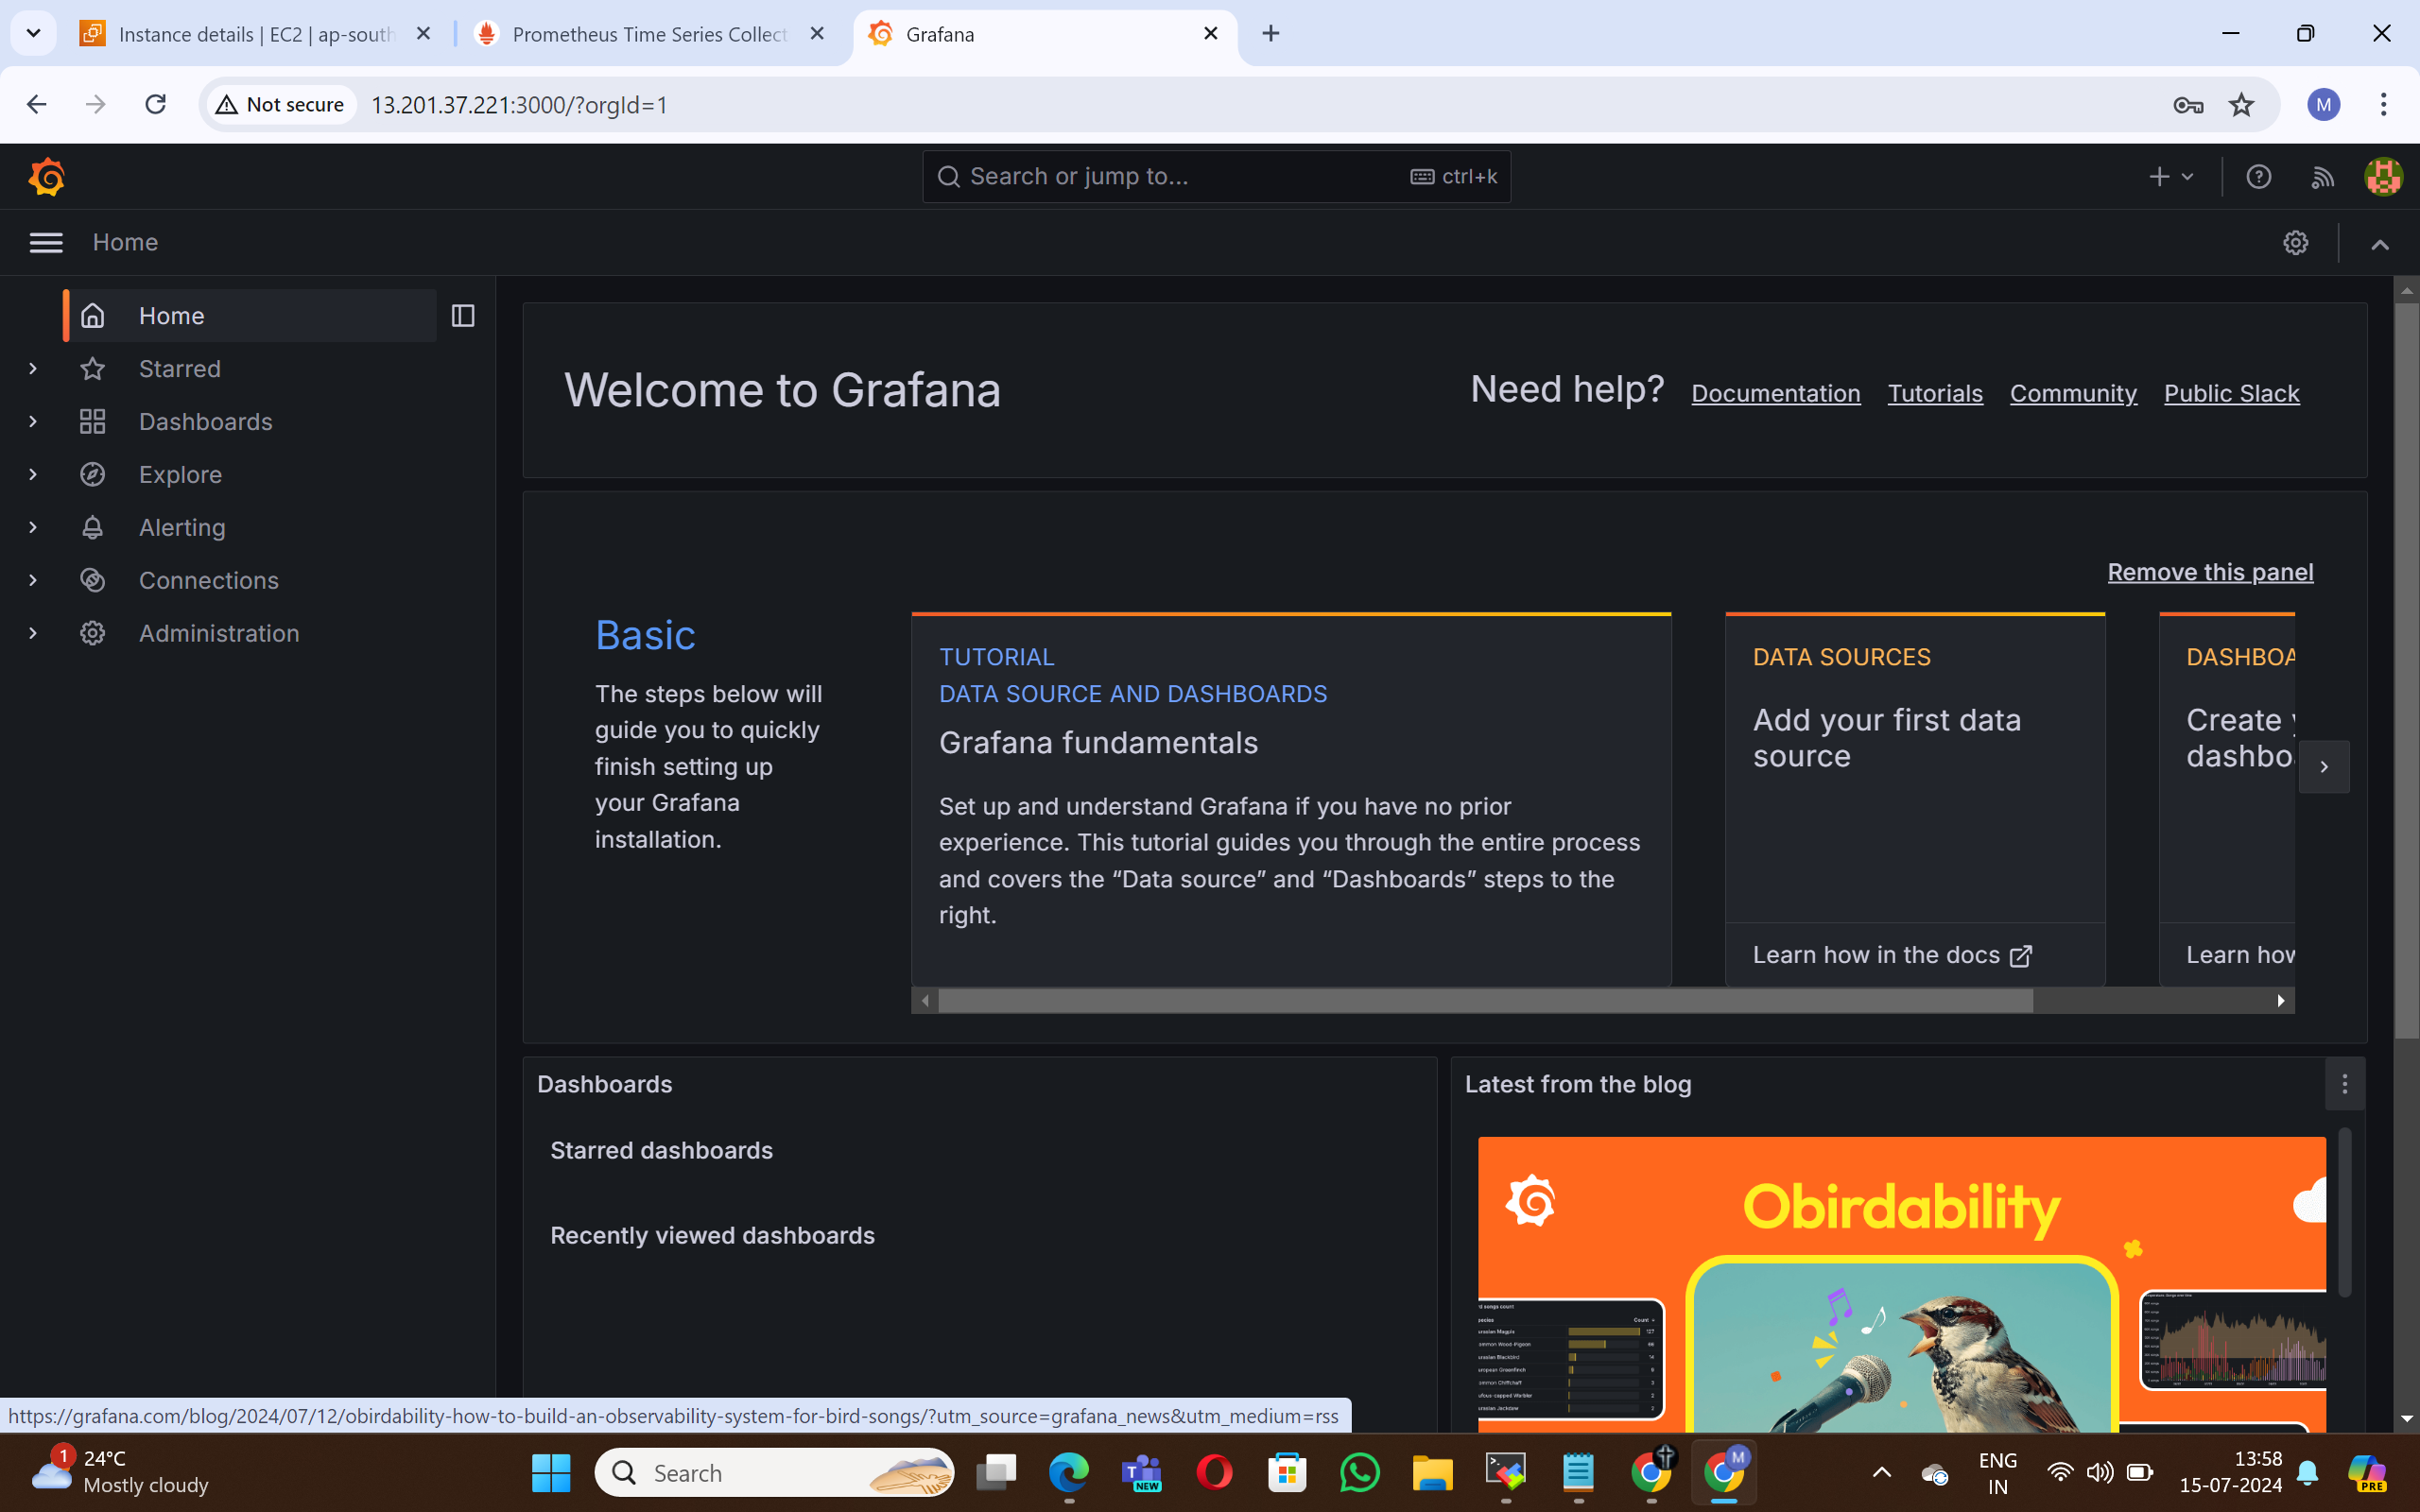 Instance details | EC2 | ap-south
Prometheus Time Series Collect
Grafana
Not secure
13.201.37.221:3000/?orgId=1
M
Search or jump to...
ctrl+k
Home
Home
Starred
Dashboards
Explore
Alerting
Connections
Administration
Welcome to Grafana
Need help?
Documentation
Tutorials
Community
Public Slack
Remove this panel
Basic
The steps below will
guide you to quickly
finish setting up
your Grafana
installation.
TUTORIAL
DATA SOURCE AND DASHBOARDS
Grafana fundamentals
Set up and understand Grafana if you have no prior
experience. This tutorial guides you through the entire process
and covers the “Data source” and “Dashboards” steps to the
right.
DATA SOURCES
Add your first data
source
Learn how in the docs
DASHBOA
Create
dashbo
Learn how
Dashboards
Starred dashboards
Recently viewed dashboards
Latest from the blog
Obirdability
songs count
Count
127
https://grafana.com/blog/2024/07/12/obirdability-how-to-build-an-observability-system-for-bird-songs/?utm_source=grafana_news&utm_medium=rss
1
24°C
Mostly cloudy
Search
T
NEW
M
ENG
IN
13:58
15-07-2024
PRE